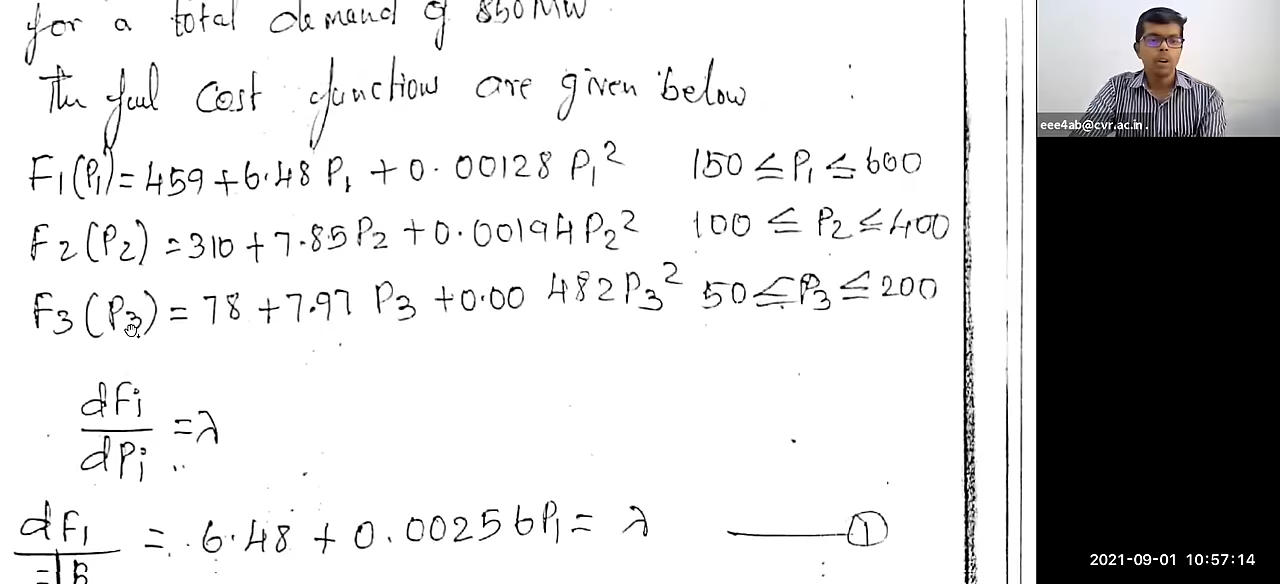 for a total demand of 850MW
The fuel cost functions are given below
F1(P1) = 459 + 6.48 P1 + 0.00128 P1² 150 ≤ P1 ≤ 600
F2(P2) = 310 + 7.85 P2 + 0.00194 P2² 100 ≤ P2 ≤ 400
F3(P3) = 78 + 7.97 P3 + 0.00 482 P3² 50 ≤ P3 ≤ 200
dFi
dPi
= λ
dF1
= 6.48 + 0.00256 P1 = λ ——— ①
eee4ab@cvr.ac.in .
2021-09-01 10:57:14